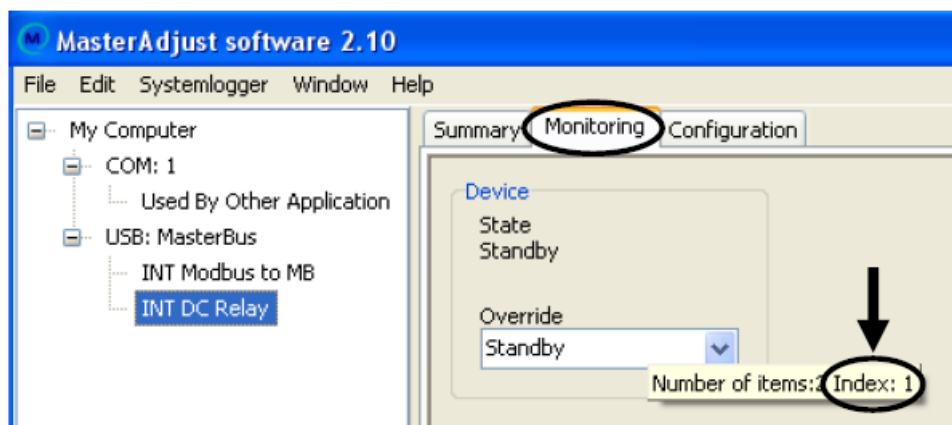 MasterAdjust software 2.10
File Edit Systemlogger Window Help
My Computer
COM: 1
Used By Other Application
USB: MasterBus
INT Modbus to MB
INT DC Relay
Summary Monitoring Configuration
Device
State
Standby
Override
Standby
Number of items:2 Index: 1